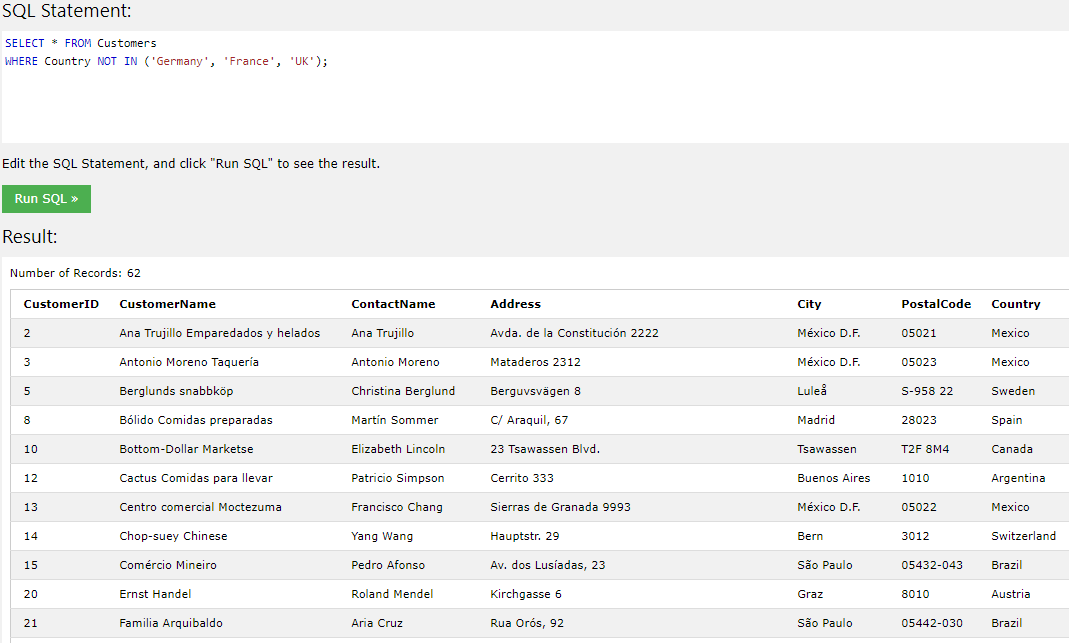 SQL Statement:
SELECT * FROM Customers
WHERE Country NOT IN ('Germany', 'France', 'UK');
Edit the SQL Statement, and click "Run SQL" to see the result.
Run SQL »
Result:
Number of Records: 62
CustomerID CustomerName ContactName Address City PostalCode Country
2 Ana Trujillo Emparedados y helados Ana Trujillo Avda. de la Constitución 2222 México D.F. 05021 Mexico
3 Antonio Moreno Taquería Antonio Moreno Mataderos 2312 México D.F. 05023 Mexico
5 Berglunds snabbköp Christina Berglund Berguvsvägen 8 Luleå S-958 22 Sweden
8 Bólido Comidas preparadas Martín Sommer C/ Araquil, 67 Madrid 28023 Spain
10 Bottom-Dollar Marketse Elizabeth Lincoln 23 Tsawassen Blvd. Tsawassen T2F 8M4 Canada
12 Cactus Comidas para llevar Patricio Simpson Cerrito 333 Buenos Aires 1010 Argentina
13 Centro comercial Moctezuma Francisco Chang Sierras de Granada 9993 México D.F. 05022 Mexico
14 Chop-suey Chinese Yang Wang Hauptstr. 29 Bern 3012 Switzerland
15 Comércio Mineiro Pedro Afonso Av. dos Lusíadas, 23 São Paulo 05432-043 Brazil
20 Ernst Handel Roland Mendel Kirchgasse 6 Graz 8010 Austria
21 Familia Arquibaldo Aria Cruz Rua Orós, 92 São Paulo 05442-030 Brazil